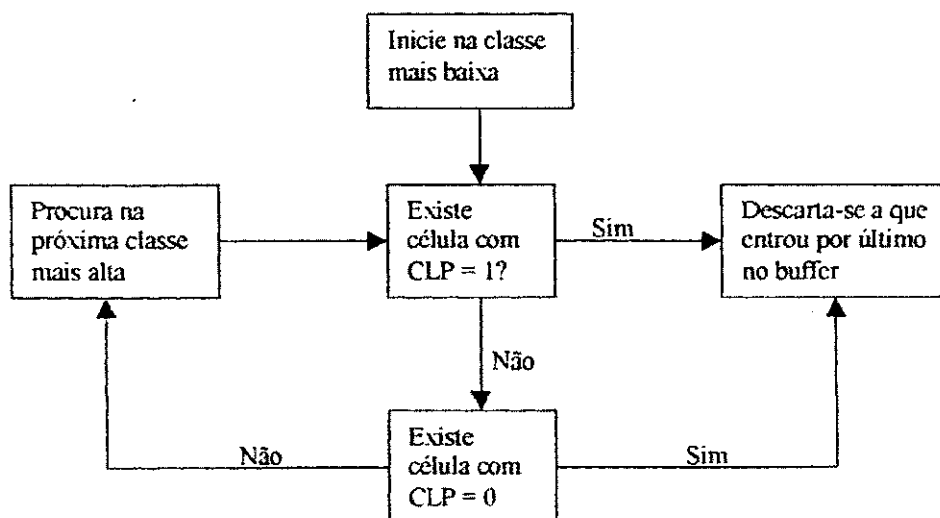 Inicie na classe
mais baixa
Procura na
próxima classe
mais alta
Existe
célula com
CLP = 1?
Sim
Descarta-se a que
entrou por último
no buffer
Não
Não
Existe
célula com
CLP = 0
Sim